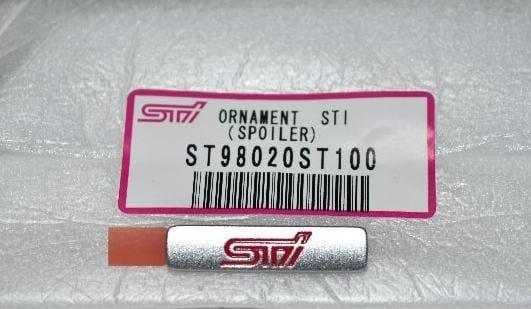 STI ORNAMENT STI
(SPOILER)
ST98020ST100
STI